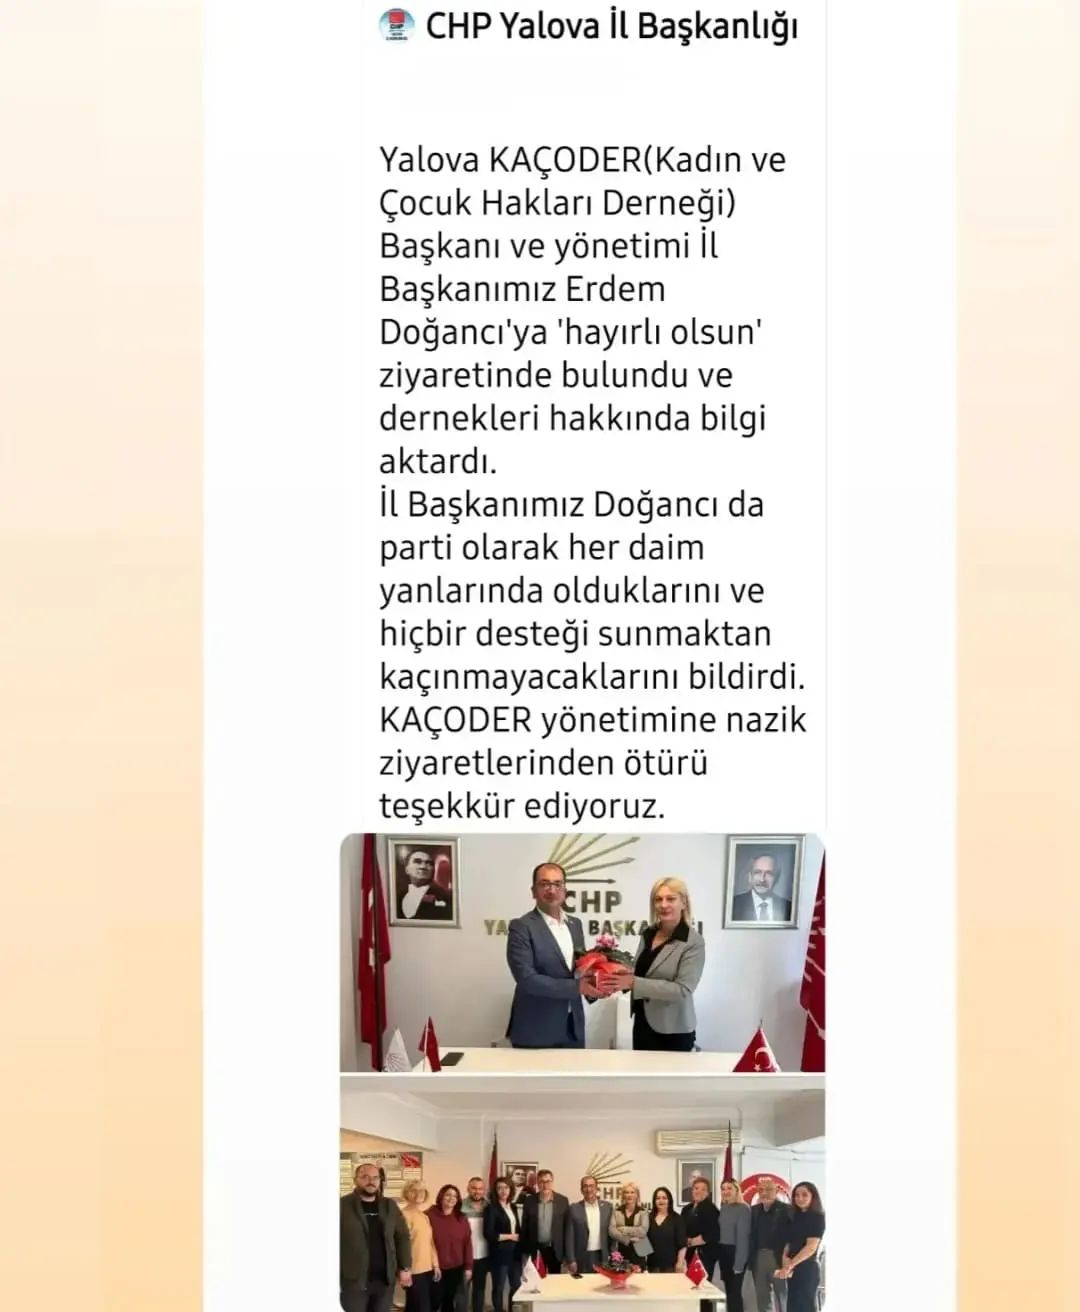 CHP Yalova İl Başkanlığı
Yalova KAÇODER(Kadın ve
Çocuk Hakları Derneği)
Başkanı ve yönetimi İl
Başkanımız Erdem
Doğancı'ya 'hayırlı olsun'
ziyaretinde bulundu ve
dernekleri hakkında bilgi
aktardı.
İl Başkanımız Doğancı da
parti olarak her daim
yanlarında olduklarını ve
hiçbir desteği sunmaktan
kaçınmayacaklarını bildirdi.
KAÇODER yönetimine nazik
ziyaretlerinden ötürü
teşekkür ediyoruz.
CHP
YA BAŞKA Ğİ
CHP